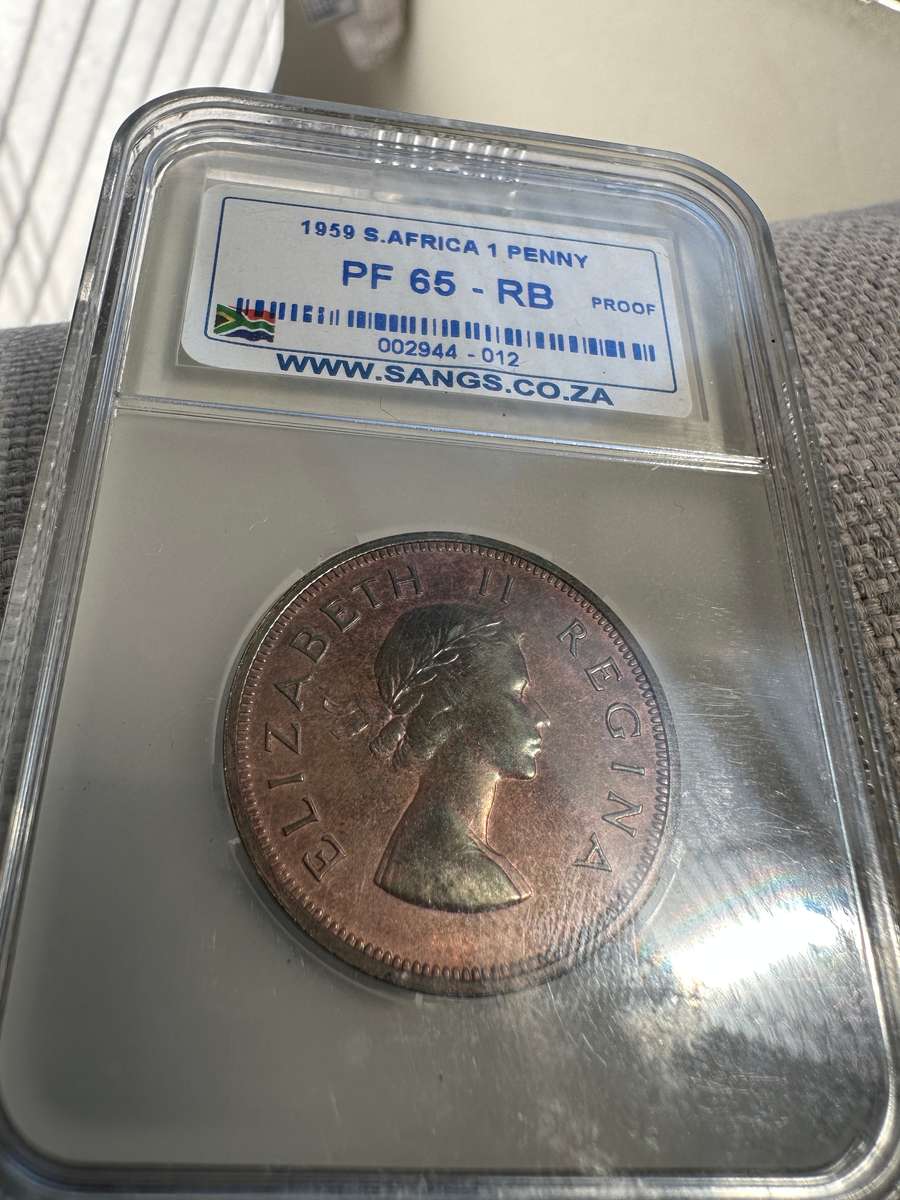 1959 S.AFRICA 1 PENNY
PF 65 - RB
PROOF
002944 - 012
WWW.SANGS.CO.ZA
ELIZABETH II REGINA